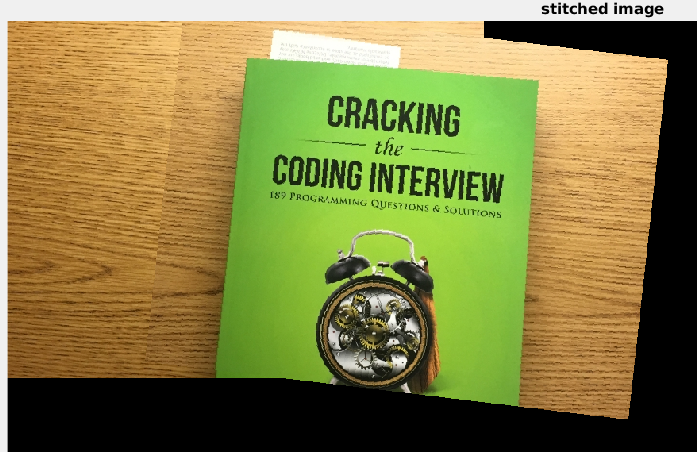 stitched image
CRACKING
the
CODING INTERVIEW
189 PROGRAMMING QUESTIONS & SOLUTIONS